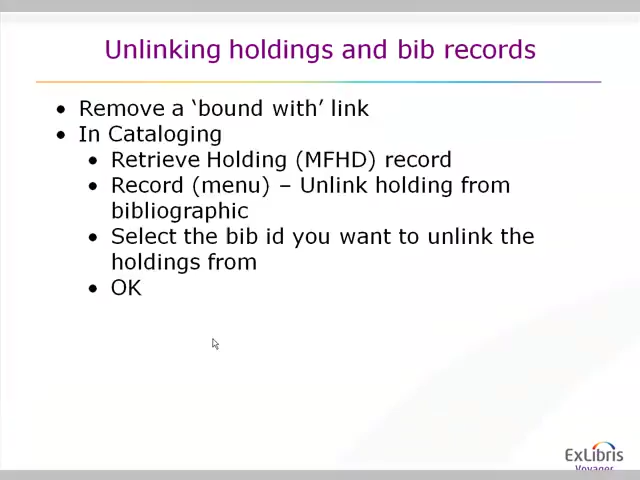 Unlinking holdings and bib records
• Remove a ‘bound with’ link
• In Cataloging
• Retrieve Holding (MFHD) record
• Record (menu) – Unlink holding from
bibliographic
• Select the bib id you want to unlink the
holdings from
• OK
ExLibris
Voyager